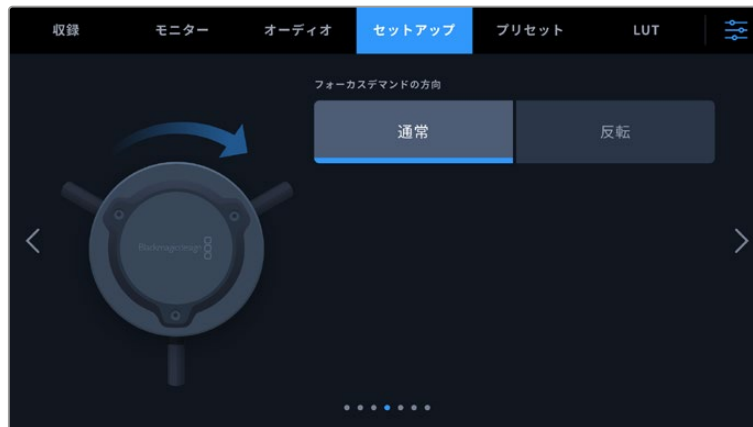 収録 モニター オーディオ セットアップ プリセット LUT
フォーカスデマンドの方向
通常 反転
Blackmagicdesign